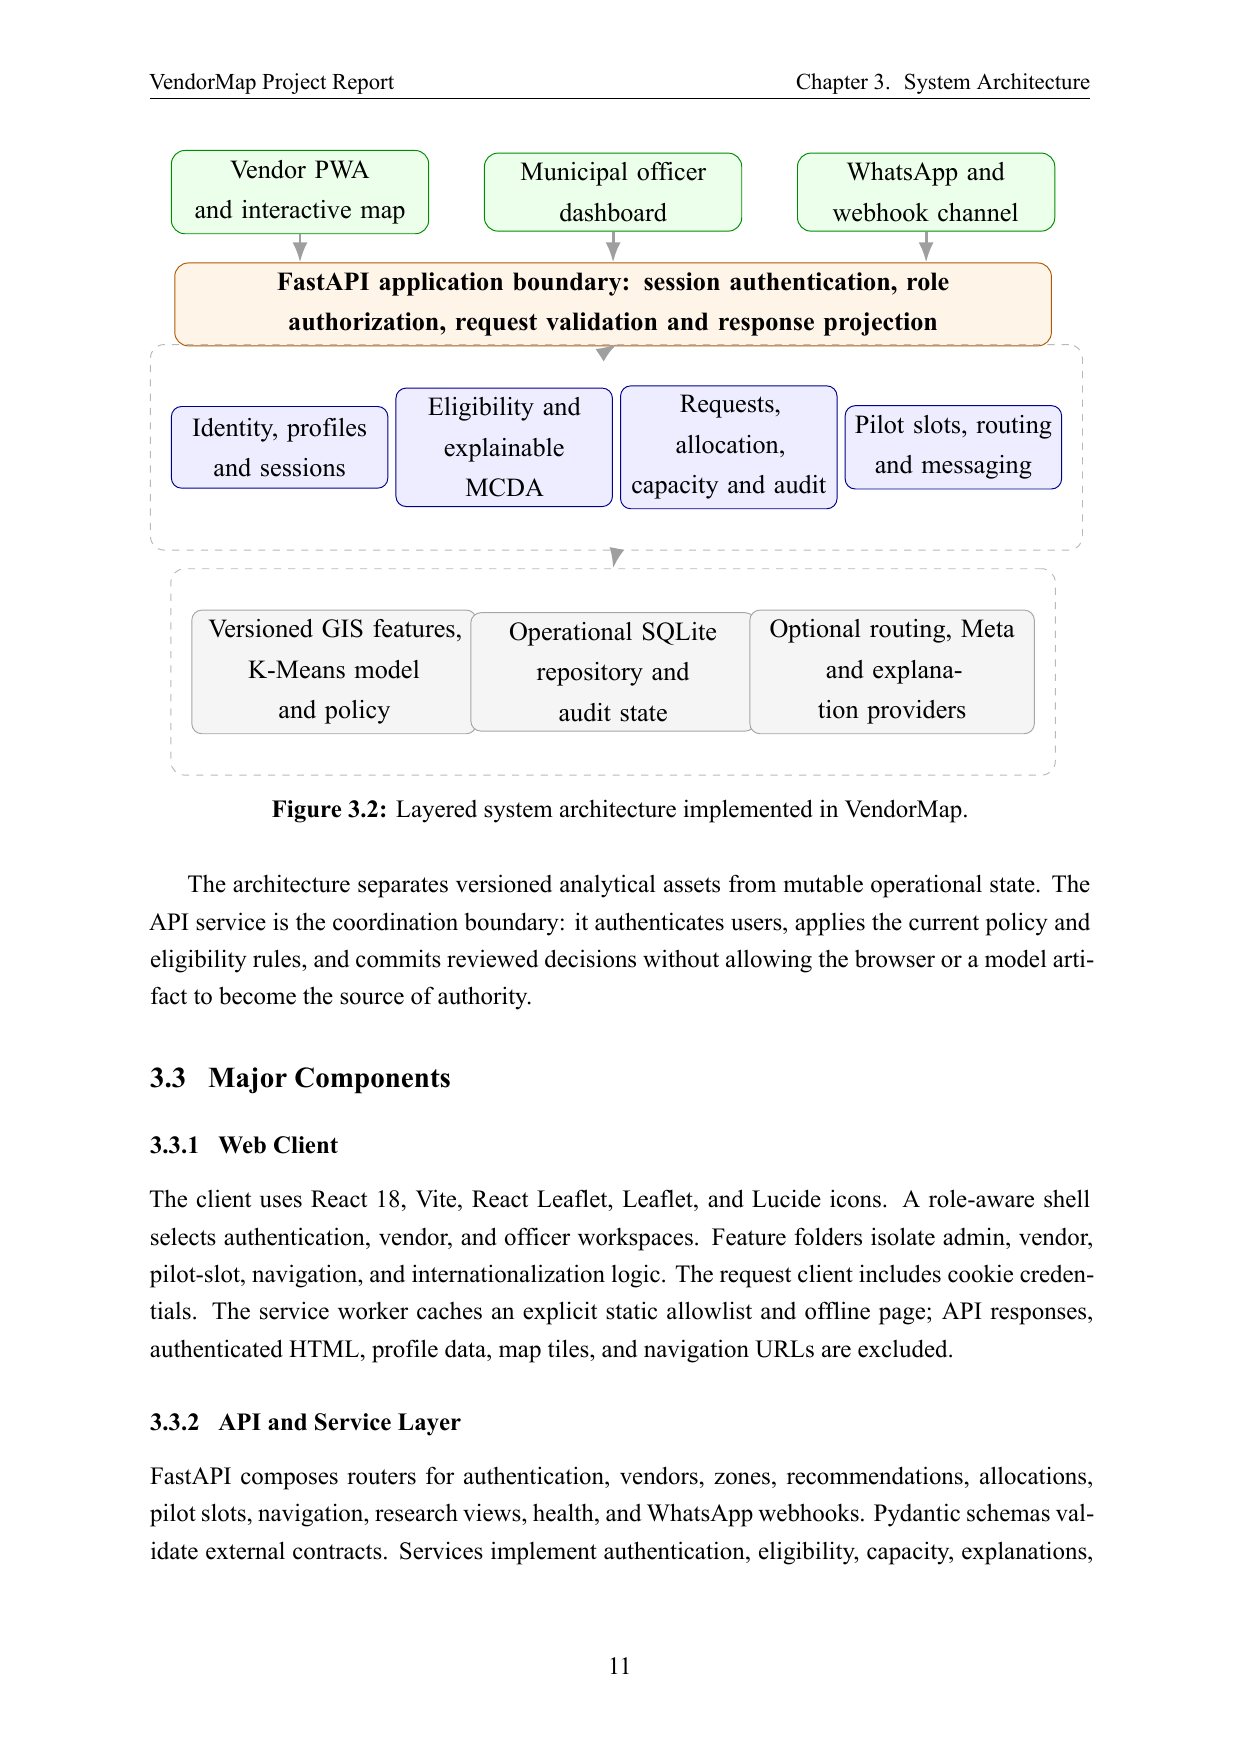 VendorMap Project Report
Chapter 3. System Architecture
Vendor PWA
and interactive map
Municipal officer
dashboard
WhatsApp and
webhook channel
FastAPI application boundary: session authentication, role
authorization, request validation and response projection
Identity, profiles
and sessions
Eligibility and
explainable
MCDA
Requests,
allocation,
capacity and audit
Pilot slots, routing
and messaging
Versioned GIS features,
K-Means model
and policy
Operational SQLite
repository and
audit state
Optional routing, Meta
and explana-
tion providers
Figure 3.2: Layered system architecture implemented in VendorMap.
The architecture separates versioned analytical assets from mutable operational state. The
API service is the coordination boundary: it authenticates users, applies the current policy and
eligibility rules, and commits reviewed decisions without allowing the browser or a model arti-
fact to become the source of authority.
3.3 Major Components
3.3.1 Web Client
The client uses React 18, Vite, React Leaflet, Leaflet, and Lucide icons. A role-aware shell
selects authentication, vendor, and officer workspaces. Feature folders isolate admin, vendor,
pilot-slot, navigation, and internationalization logic. The request client includes cookie creden-
tials. The service worker caches an explicit static allowlist and offline page; API responses,
authenticated HTML, profile data, map tiles, and navigation URLs are excluded.
3.3.2 API and Service Layer
FastAPI composes routers for authentication, vendors, zones, recommendations, allocations,
pilot slots, navigation, research views, health, and WhatsApp webhooks. Pydantic schemas val-
idate external contracts. Services implement authentication, eligibility, capacity, explanations,
11